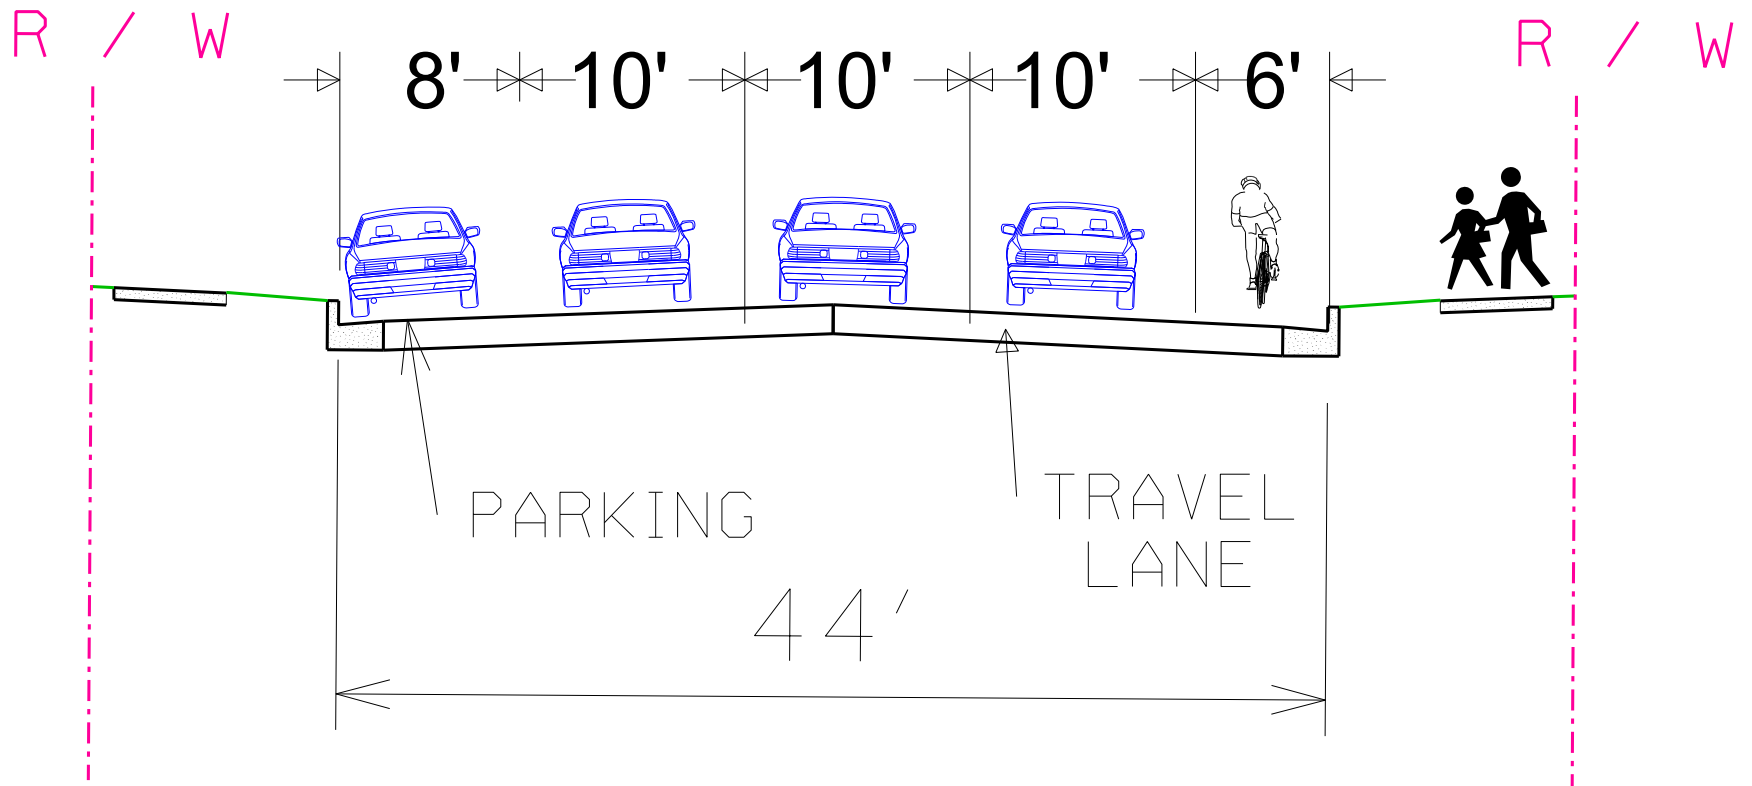 R / W
R / W
8' 10' 10' 10' 6'
PARKING
TRAVEL
LANE
44'